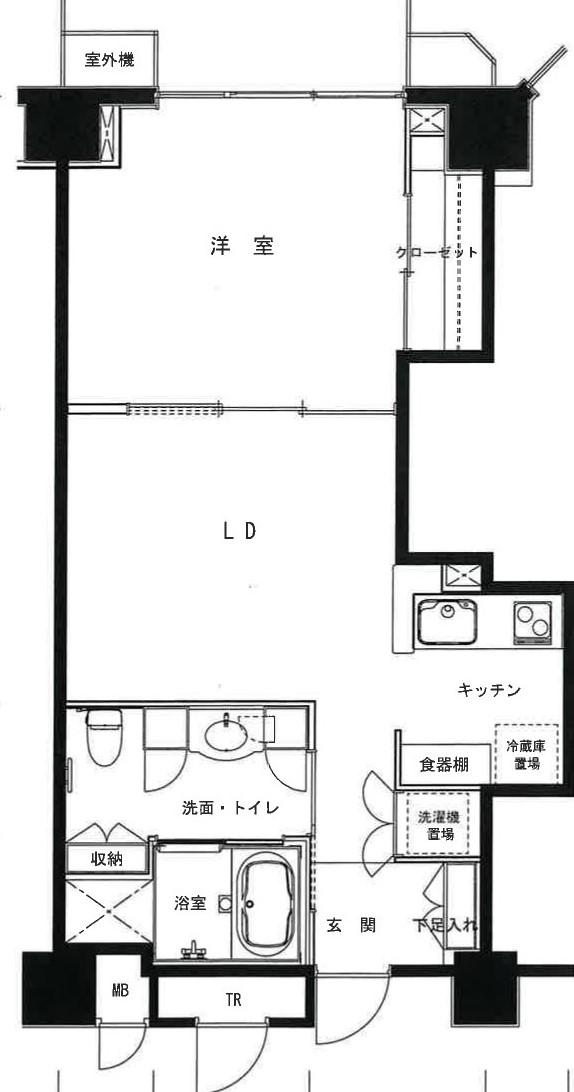 室外機
洋 室
クローゼット
LD
キッチン
冷蔵庫
置場
食器棚
洗面・トイレ
洗濯機
置場
収納
浴室
玄 関
下足入れ
MB
TR